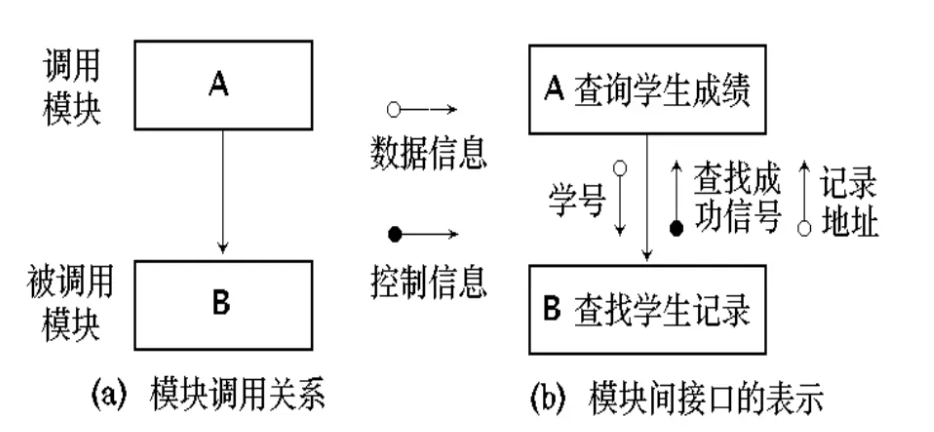 调用
模块
A
被调用
模块
B
(a) 模块调用关系
数据信息
控制信息
A 查询学生成绩
学号
查找成
功信号
记录
地址
B 查找学生记录
(b) 模块间接口的表示